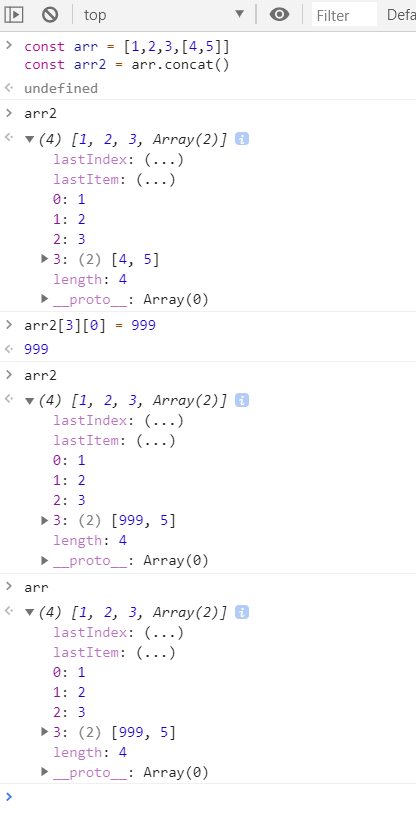 top Filter Defa
const arr = [1,2,3,[4,5]]
const arr2 = arr.concat()
undefined
arr2
(4) [1, 2, 3, Array(2)] i
lastIndex: (...)
lastItem: (...)
0: 1
1: 2
2: 3
3: (2) [4, 5]
length: 4
__proto__: Array(0)
arr2[3][0] = 999
999
arr2
(4) [1, 2, 3, Array(2)] i
lastIndex: (...)
lastItem: (...)
0: 1
1: 2
2: 3
3: (2) [999, 5]
length: 4
__proto__: Array(0)
arr
(4) [1, 2, 3, Array(2)] i
lastIndex: (...)
lastItem: (...)
0: 1
1: 2
2: 3
3: (2) [999, 5]
length: 4
__proto__: Array(0)